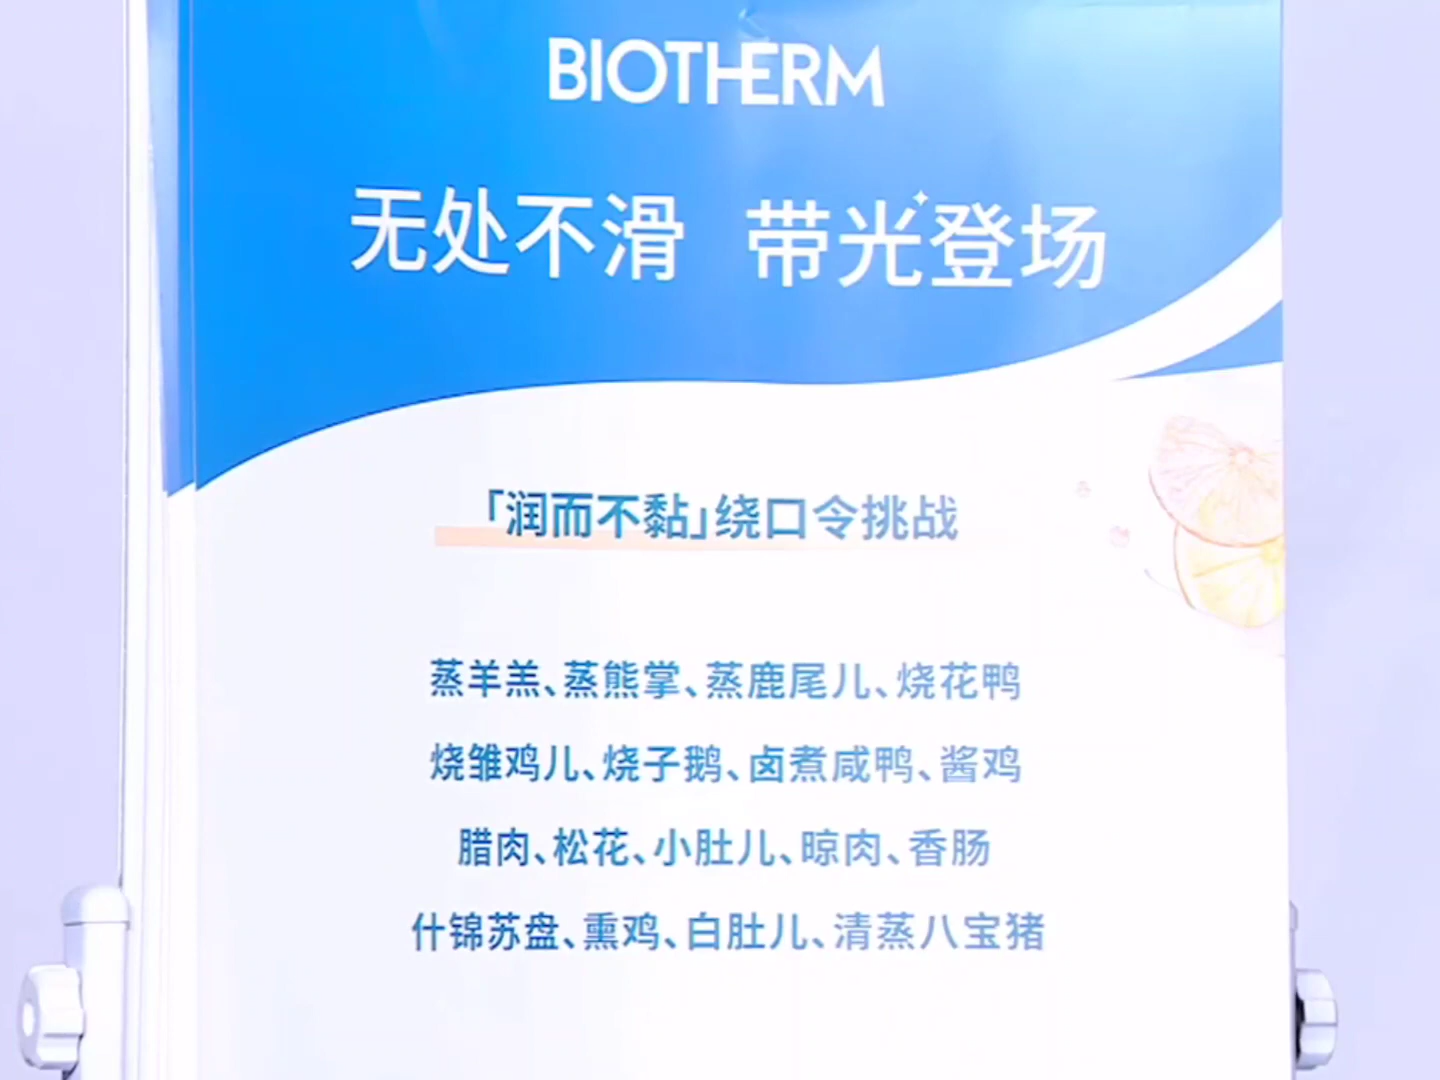 BIOTHERM
无处不滑 带光登场
「润而不黏」绕口令挑战
蒸羊羔、蒸熊掌、蒸鹿尾儿、烧花鸭
烧雏鸡儿、烧子鹅、卤煮咸鸭、酱鸡
腊肉、松花、小肚儿、晾肉、香肠
什锦苏盘、熏鸡、白肚儿、清蒸八宝猪